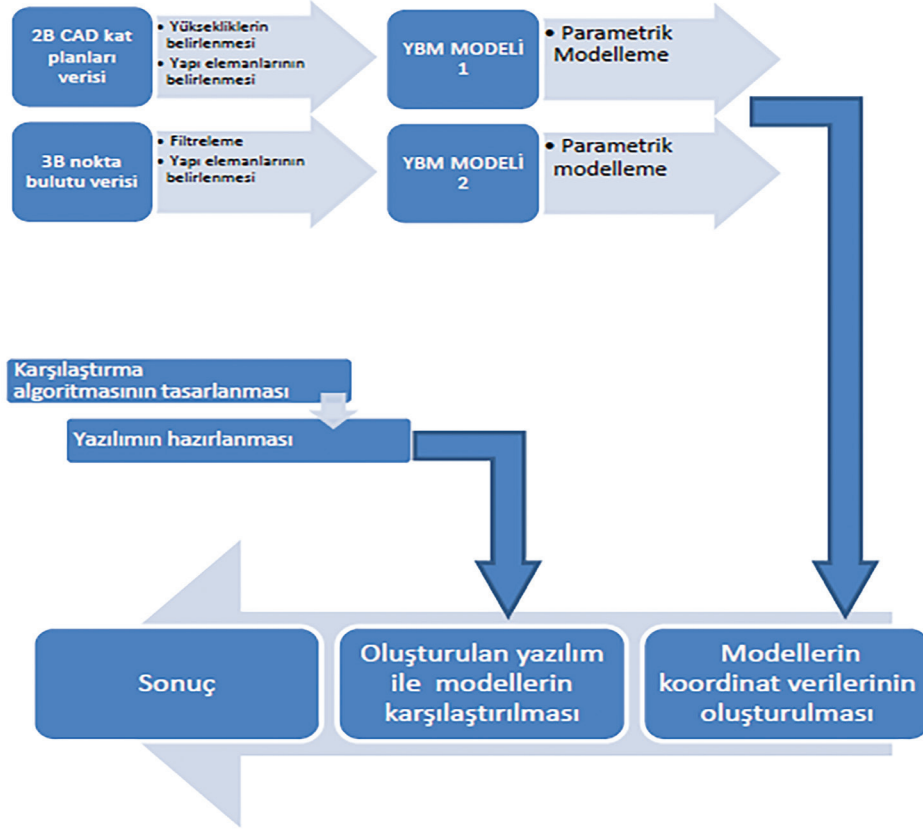 2B CAD kat
planları
verisi
• Yüksekliklerin
belirlenmesi
• Yapı elemanlarının
belirlenmesi
YBM MODELİ
1
• Parametrik
Modelleme
3B nokta
bulutu verisi
• Filtreleme
• Yapı elemanlarının
belirlenmesi
YBM MODELİ
2
• Parametrik
modelleme
Karşılaştırma
algoritmasının tasarlanması
Yazılımın hazırlanması
Sonuç
Oluşturulan yazılım
ile modellerin
karşılaştırılması
Modellerin
koordinat verilerinin
oluşturulması